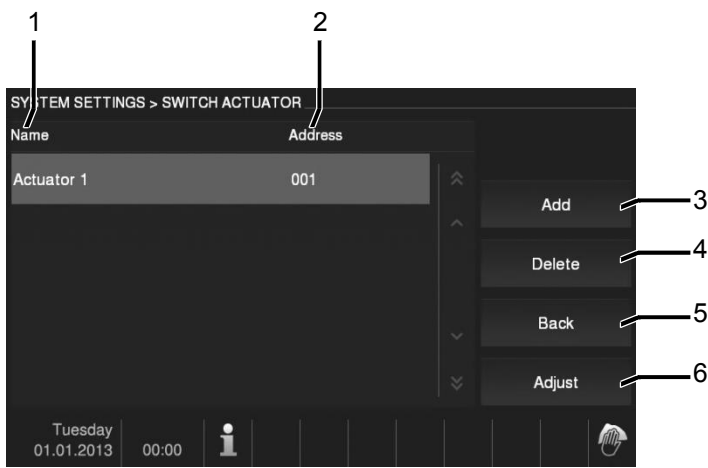 1 2
SYSTEM SETTINGS > SWITCH ACTUATOR
Name Address
Actuator 1 001
Add 3
Delete 4
Back 5
Adjust 6
Tuesday
01.01.2013 00:00 i